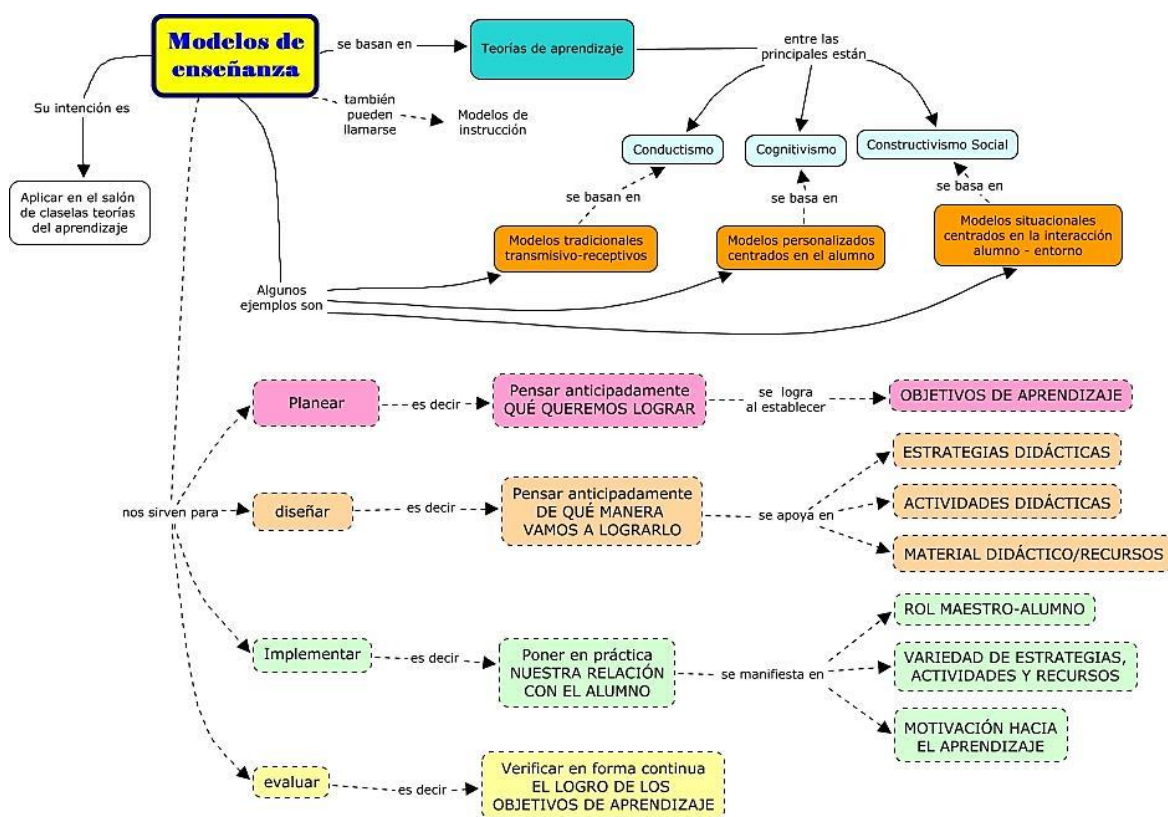 Modelos de
enseñanza
se basan en
Teorías de aprendizaje
entre las
principales están
Su intención es
también
pueden
llamarse
Modelos de
instrucción
Conductismo
Cognitivismo
Constructivismo Social
Aplicar en el salón
de claselas teorías
del aprendizaje
se basan en
se basa en
se basa en
Modelos tradicionales
transmisivo-receptivos
Modelos personalizados
centrados en el alumno
Modelos situacionales
centrados en la interacción
alumno - entorno
Algunos
ejemplos son
nos sirven para
Planear
es decir
Pensar anticipadamente
QUÉ QUEREMOS LOGRAR
se logra
al establecer
OBJETIVOS DE APRENDIZAJE
diseñar
es decir
Pensar anticipadamente
DE QUÉ MANERA
VAMOS A LOGRARLO
se apoya en
ESTRATEGIAS DIDÁCTICAS
ACTIVIDADES DIDÁCTICAS
MATERIAL DIDÁCTICO/RECURSOS
Implementar
es decir
Poner en práctica
NUESTRA RELACIÓN
CON EL ALUMNO
se manifiesta en
ROL MAESTRO-ALUMNO
VARIEDAD DE ESTRATEGIAS,
ACTIVIDADES Y RECURSOS
MOTIVACIÓN HACIA
EL APRENDIZAJE
evaluar
es decir
Verificar en forma continua
EL LOGRO DE LOS
OBJETIVOS DE APRENDIZAJE